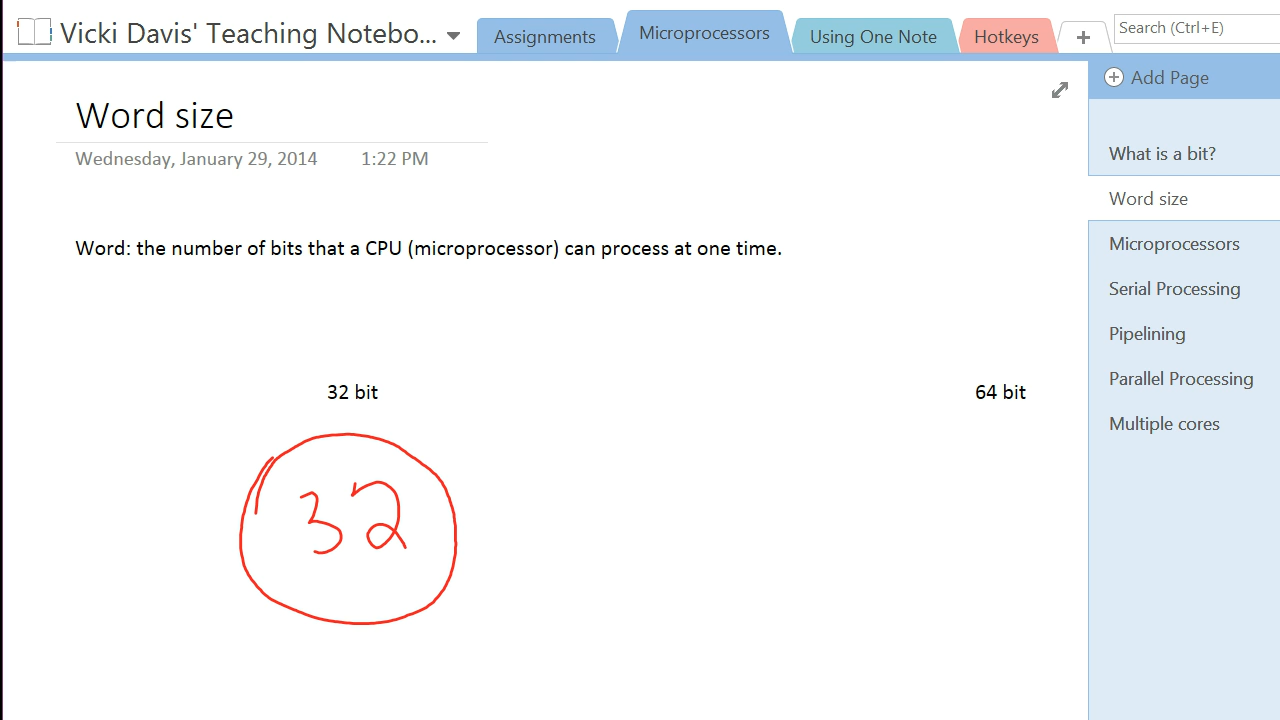 Vicki Davis' Teaching Notebo...
Assignments
Microprocessors
Using One Note
Hotkeys
+
Search (Ctrl+E)
Add Page
Word size
Wednesday, January 29, 2014 1:22 PM
Word: the number of bits that a CPU (microprocessor) can process at one time.
32 bit
64 bit
32
What is a bit?
Word size
Microprocessors
Serial Processing
Pipelining
Parallel Processing
Multiple cores